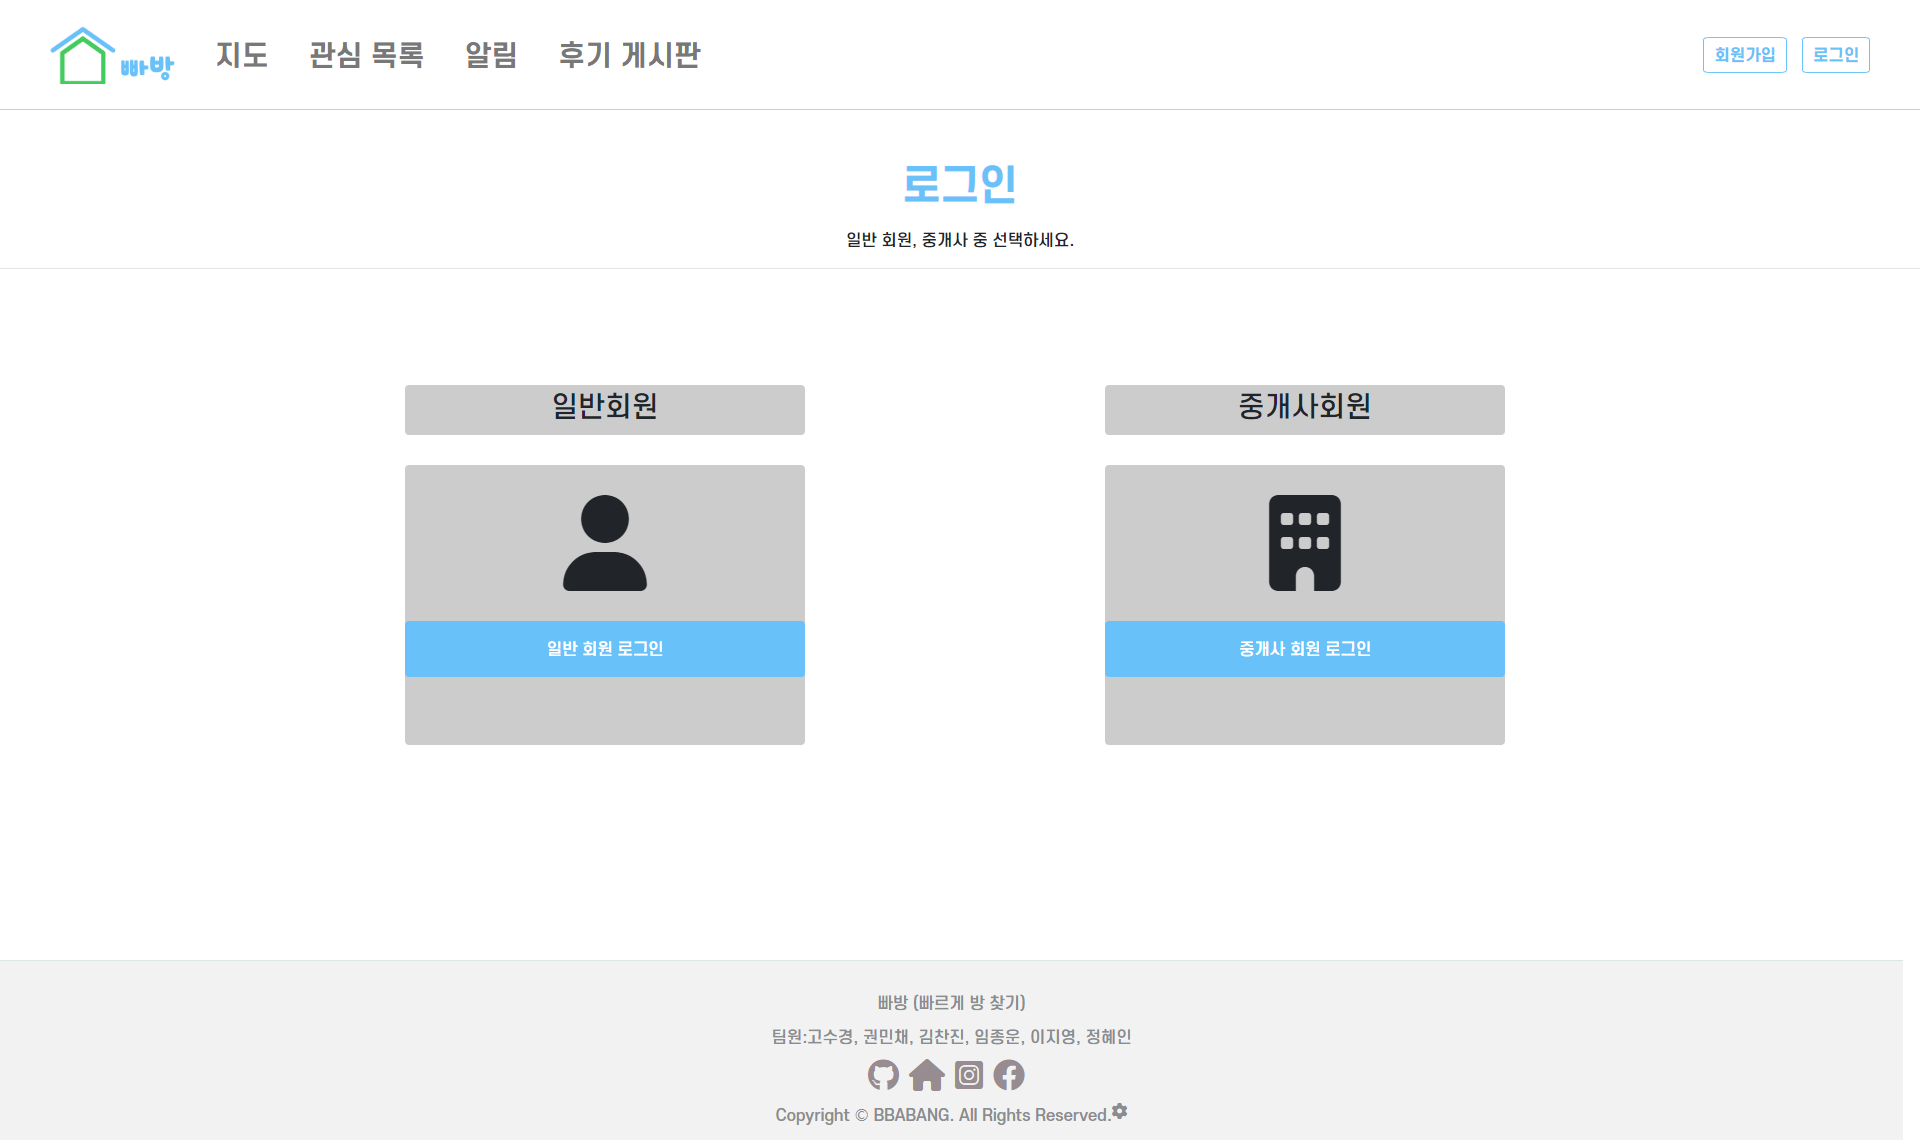 빠방 지도 관심 목록 알림 후기 게시판 회원가입 로그인
로그인
일반 회원, 중개사 중 선택하세요.
일반회원
중개사회원
일반 회원 로그인
중개사 회원 로그인
빠방 (빠르게 방 찾기)
팀원:고수경, 권민채, 김찬진, 임종운, 이지영, 정혜인
Copyright © BBABANG. All Rights Reserved.